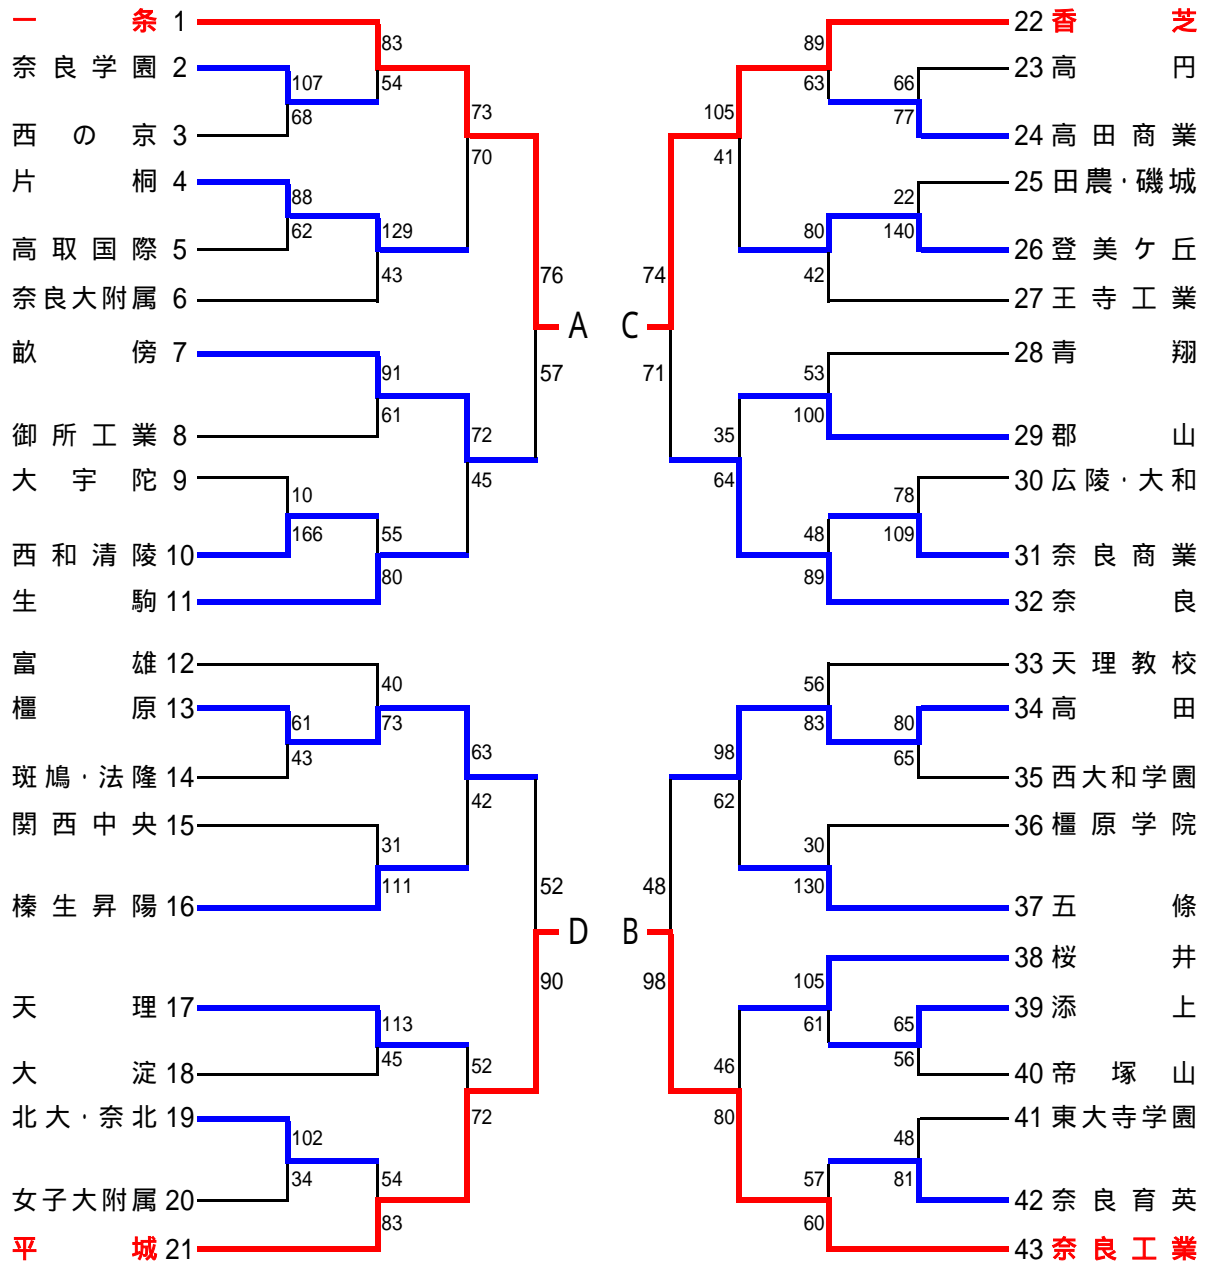 一条 1
83
奈良学園 2
107
54
68
西の京 3
73
70
片桐 4
88
62
129
高取国際 5
43
奈良大附属 6
76
A
57
畝傍 7
91
61
御所工業 8
72
45
大宇陀 9
10
166
55
西和清陵 10
80
生駒 11
富雄 12
40
橿原 13
61
73
43
斑鳩・法隆 14
63
42
関西中央 15
31
111
榛生昇陽 16
52
D
90
天理 17
113
45
大淀 18
52
72
北大・奈北 19
102
34
54
女子大附属 20
83
平城 21
22 香芝
89
23 高円
63
66
77
24 高田商業
105
41
25 田農・磯城
22
80
140
26 登美ケ丘
42
27 王寺工業
74
C
71
28 青翔
53
100
29 郡山
35
64
30 広陵・大和
78
48
109
31 奈良商業
89
32 奈良
33 天理教校
56
34 高田
83
80
65
35 西大和学園
98
62
36 橿原学院
30
130
37 五條
48
B
98
38 桜井
105
39 添上
61
65
56
40 帝塚山
46
80
41 東大寺学園
48
57
81
42 奈良育英
60
43 奈良工業